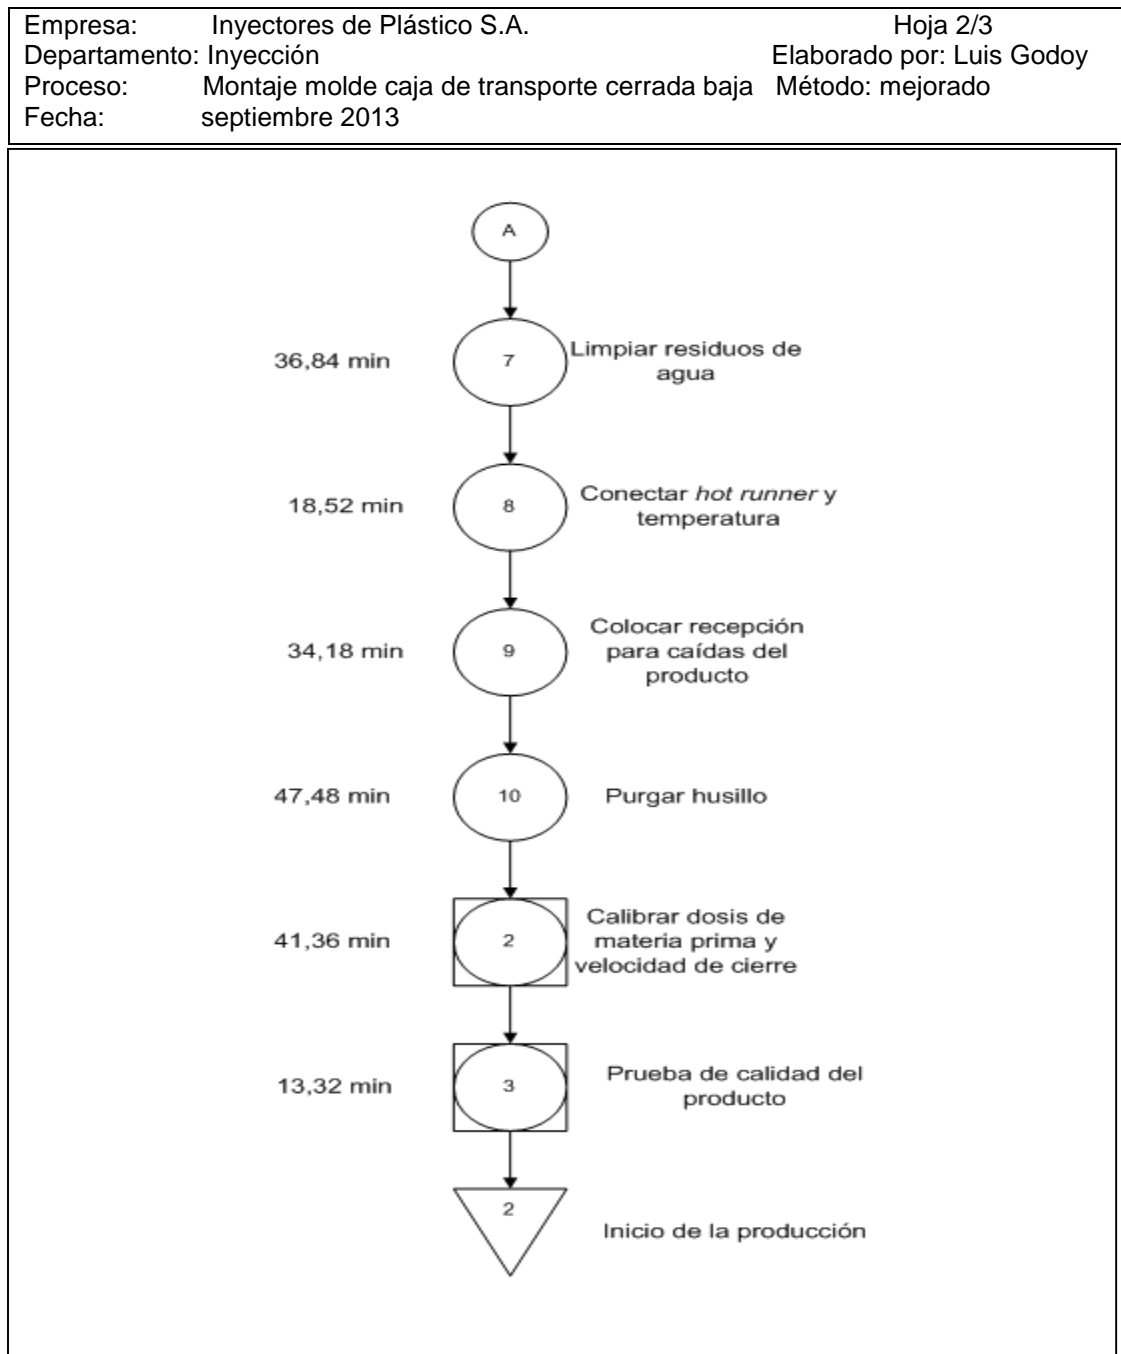 Empresa: Inyectores de Plástico S.A. Hoja 2/3
Departamento: Inyección Elaborado por: Luis Godoy
Proceso: Montaje molde caja de transporte cerrada baja Método: mejorado
Fecha: septiembre 2013
A
36,84 min
7
Limpiar residuos de
agua
18,52 min
8
Conectar hot runner y
temperatura
34,18 min
9
Colocar recepción
para caídas del
producto
47,48 min
10
Purgar husillo
41,36 min
2
Calibrar dosis de
materia prima y
velocidad de cierre
13,32 min
3
Prueba de calidad del
producto
2
Inicio de la producción